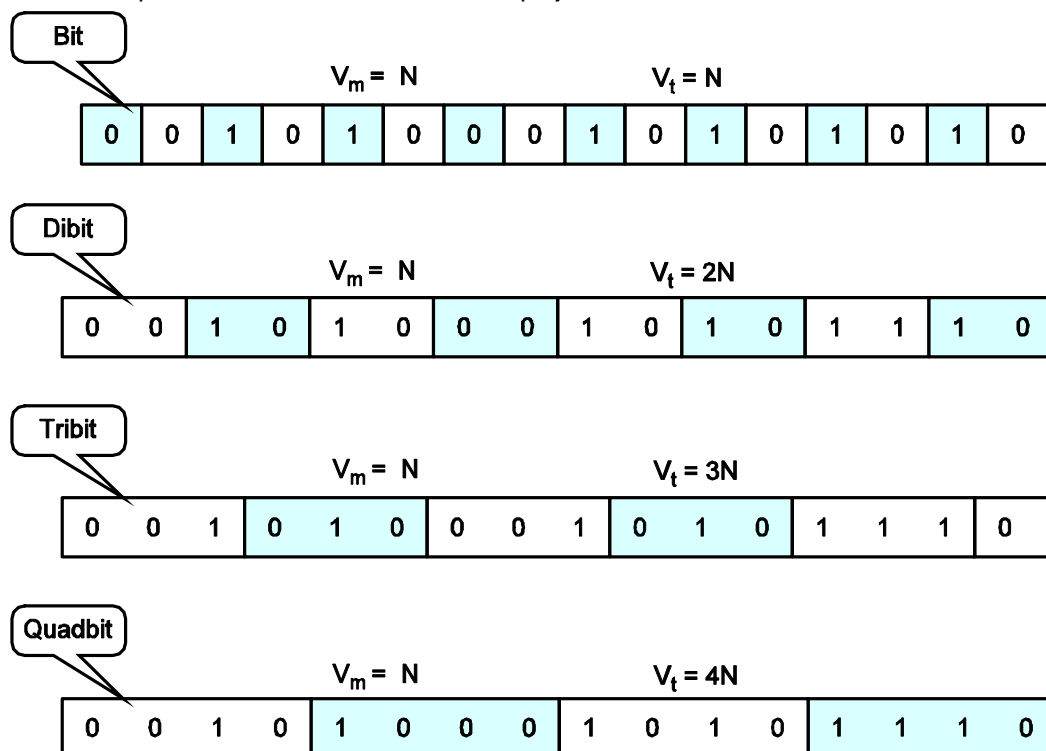 Bit
Vm = N Vt = N
0 0 1 0 1 0 0 0 1 0 1 0 1 0 1 0
Dibit
Vm = N Vt = 2N
0 0 1 0 1 0 0 0 1 0 1 0 1 1 1 0
Tribit
Vm = N Vt = 3N
0 0 1 0 1 0 0 0 1 0 1 0 1 1 1 0
Quadbit
Vm = N Vt = 4N
0 0 1 0 1 0 0 0 1 0 1 0 1 1 1 0